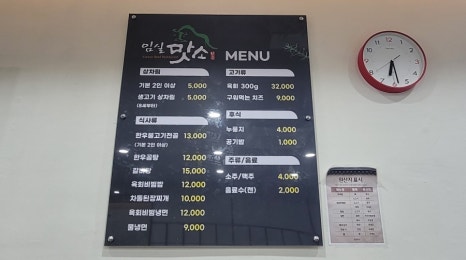 임실 맛소 MENU
상차림
기본 2인 이상 5,000
생고기 상차림 5,000
식사류
한우불고기전골 13,000
(기본 2인 이상)
한우곰탕 12,000
갈비탕 15,000
육회비빔밥 12,000
차돌된장찌개 10,000
육회비빔냉면 12,000
물냉면 9,000
고기류
육회 300g 32,000
구워먹는 치즈 9,000
후식
누룽지 4,000
공기밥 1,000
주류/음료
소주/맥주 4,000
음료수(캔) 2,000
원산지 표시